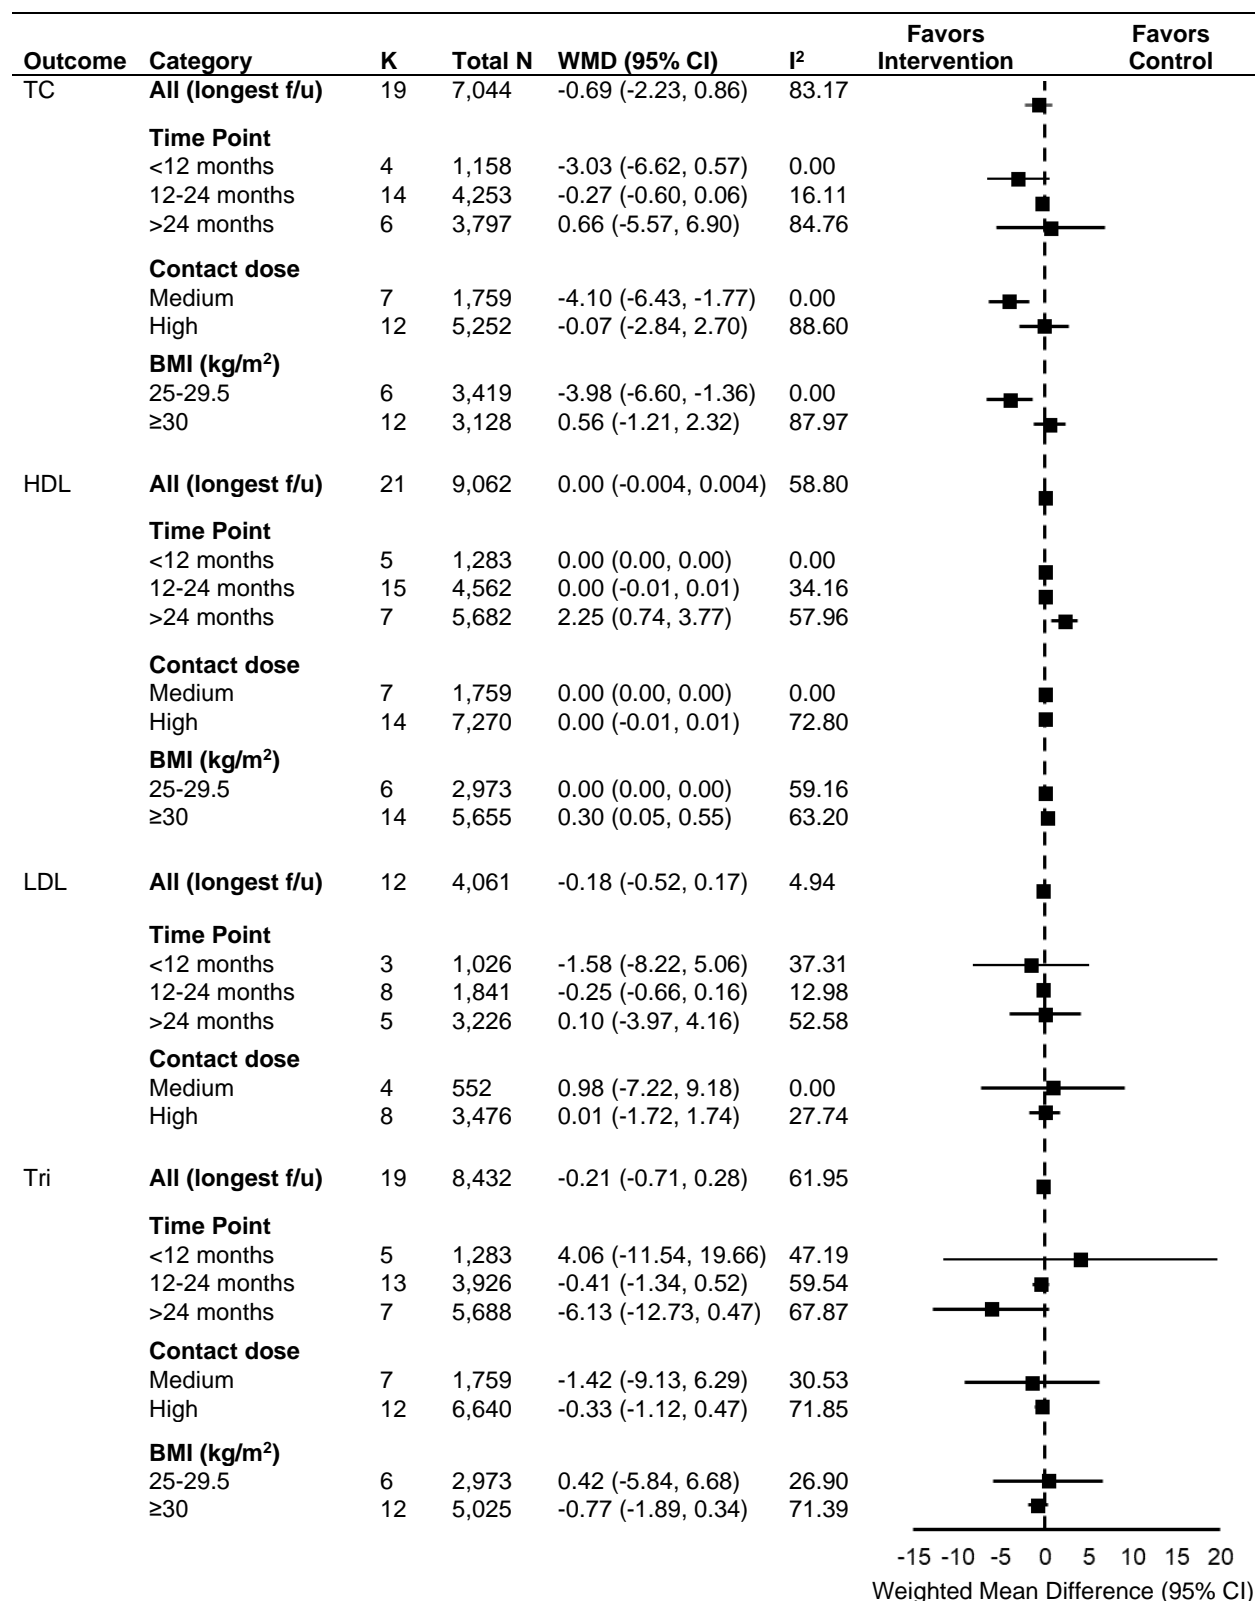 Favors Favors
Outcome Category K Total N WMD (95% CI) I² Intervention Control
TC All (longest f/u) 19 7,044 -0.69 (-2.23, 0.86) 83.17
Time Point
<12 months 4 1,158 -3.03 (-6.62, 0.57) 0.00
12-24 months 14 4,253 -0.27 (-0.60, 0.06) 16.11
>24 months 6 3,797 0.66 (-5.57, 6.90) 84.76
Contact dose
Medium 7 1,759 -4.10 (-6.43, -1.77) 0.00
High 12 5,252 -0.07 (-2.84, 2.70) 88.60
BMI (kg/m²)
25-29.5 6 3,419 -3.98 (-6.60, -1.36) 0.00
≥30 12 3,128 0.56 (-1.21, 2.32) 87.97
HDL All (longest f/u) 21 9,062 0.00 (-0.004, 0.004) 58.80
Time Point
<12 months 5 1,283 0.00 (0.00, 0.00) 0.00
12-24 months 15 4,562 0.00 (-0.01, 0.01) 34.16
>24 months 7 5,682 2.25 (0.74, 3.77) 57.96
Contact dose
Medium 7 1,759 0.00 (0.00, 0.00) 0.00
High 14 7,270 0.00 (-0.01, 0.01) 72.80
BMI (kg/m²)
25-29.5 6 2,973 0.00 (0.00, 0.00) 59.16
≥30 14 5,655 0.30 (0.05, 0.55) 63.20
LDL All (longest f/u) 12 4,061 -0.18 (-0.52, 0.17) 4.94
Time Point
<12 months 3 1,026 -1.58 (-8.22, 5.06) 37.31
12-24 months 8 1,841 -0.25 (-0.66, 0.16) 12.98
>24 months 5 3,226 0.10 (-3.97, 4.16) 52.58
Contact dose
Medium 4 552 0.98 (-7.22, 9.18) 0.00
High 8 3,476 0.01 (-1.72, 1.74) 27.74
Tri All (longest f/u) 19 8,432 -0.21 (-0.71, 0.28) 61.95
Time Point
<12 months 5 1,283 4.06 (-11.54, 19.66) 47.19
12-24 months 13 3,926 -0.41 (-1.34, 0.52) 59.54
>24 months 7 5,688 -6.13 (-12.73, 0.47) 67.87
Contact dose
Medium 7 1,759 -1.42 (-9.13, 6.29) 30.53
High 12 6,640 -0.33 (-1.12, 0.47) 71.85
BMI (kg/m²)
25-29.5 6 2,973 0.42 (-5.84, 6.68) 26.90
≥30 12 5,025 -0.77 (-1.89, 0.34) 71.39
-15 -10 -5 0 5 10 15 20
Weighted Mean Difference (95% CI)